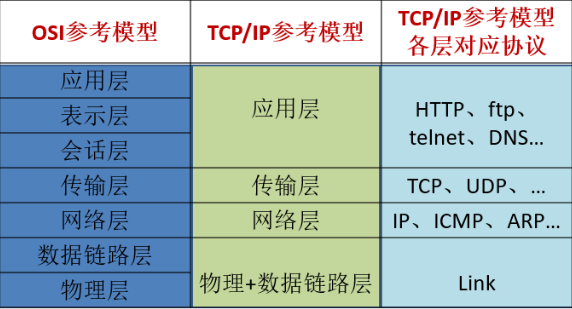 OSI参考模型
TCP/IP参考模型
TCP/IP参考模型
各层对应协议
应用层
表示层
会话层
应用层
HTTP、ftp、
telnet、DNS...
传输层
传输层
TCP、UDP、...
网络层
网络层
IP、ICMP、ARP...
数据链路层
物理层
物理+数据链路层
Link